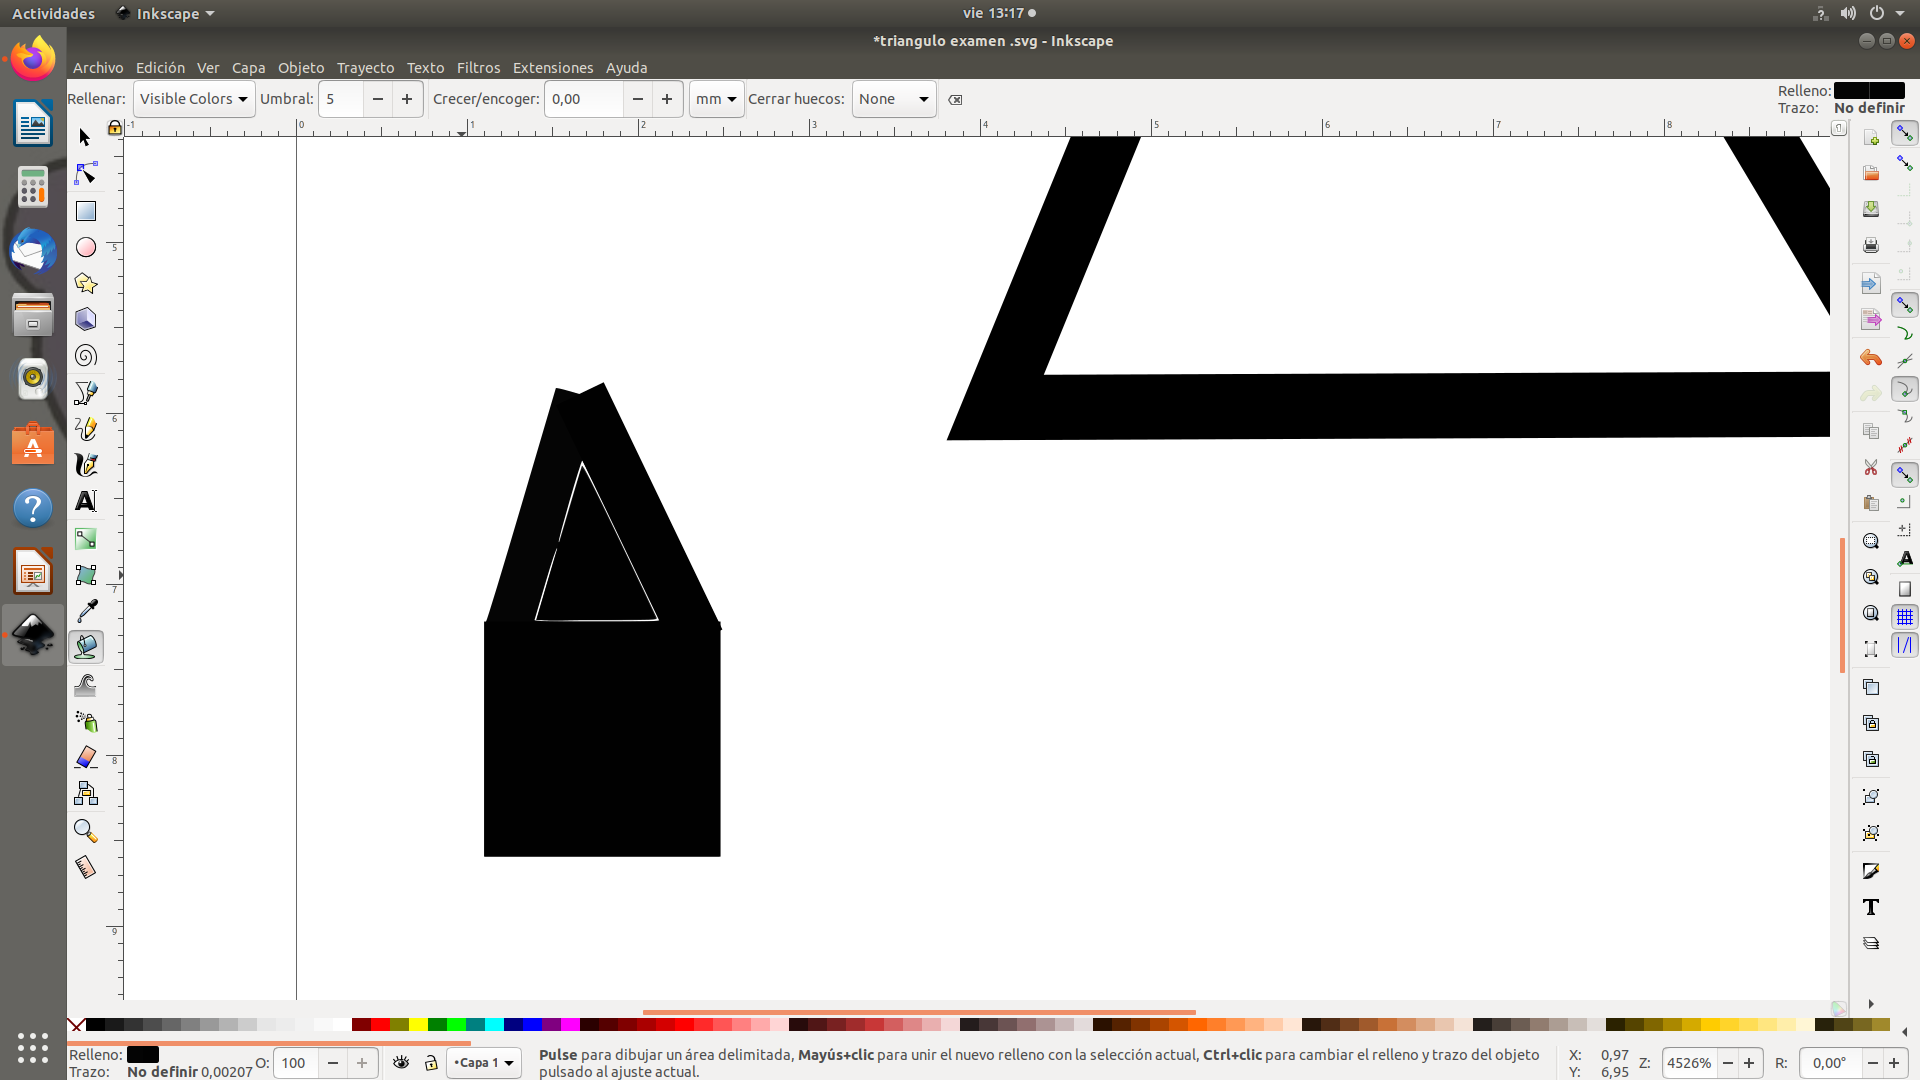 Actividades
Inkscape
vie 13:17
*triangulo examen .svg - Inkscape
Archivo Edición Ver Capa Objeto Trayecto Texto Filtros Extensiones Ayuda
Rellenar: Visible Colors Umbral: 5 Crecer/encoger: 0,00 mm Cerrar huecos: None
Relleno:
Trazo: No definir
-1 0 1 2 3 4 5 6 7 8
5
6
7
8
9
Relleno:
Trazo: No definir 0,00207
O: 100
•Capa 1
Pulse para dibujar un área delimitada, Mayús+clic para unir el nuevo relleno con la selección actual, Ctrl+clic para cambiar el relleno y trazo del objeto
pulsado al ajuste actual.
X: 0,97
Y: 6,95
Z: 4526%
R: 0,00°